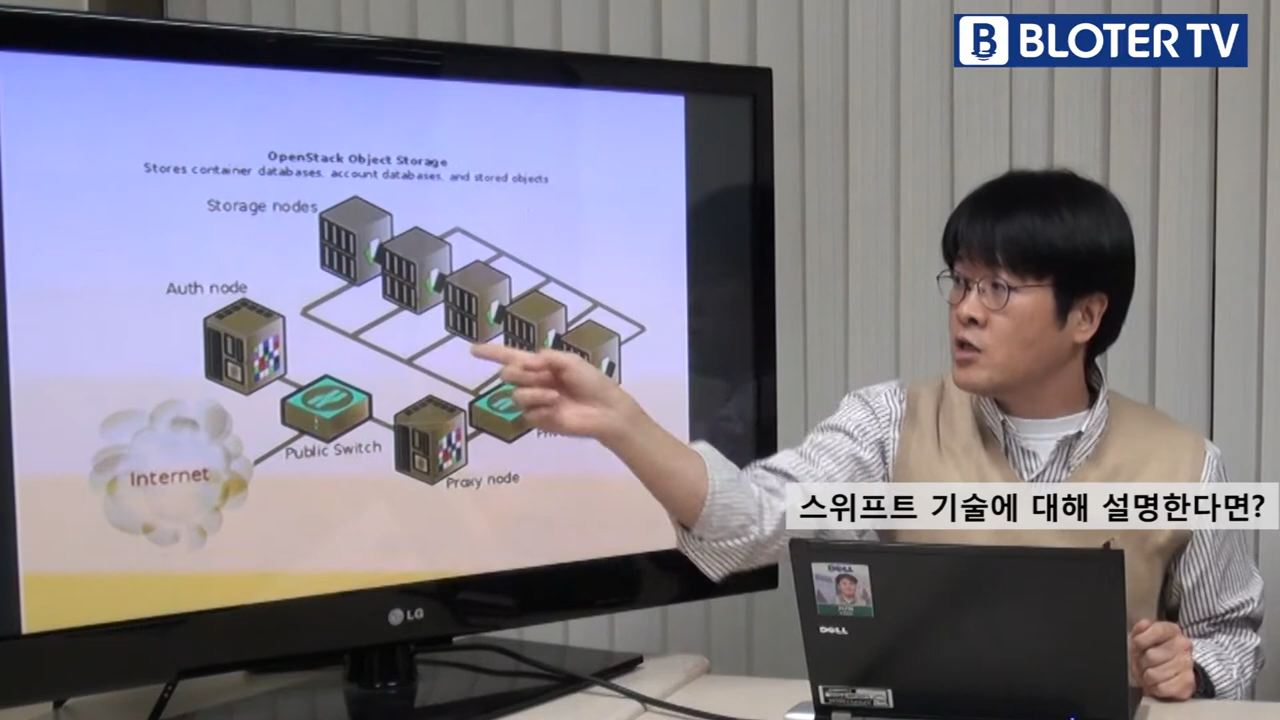 BLOTER TV
OpenStack Object Storage
Stores container databases, account databases, and stored objects
Storage nodes
Auth node
Public Switch
Internet
Proxy node
스위프트 기술에 대해 설명한다면?
LG
DELL
DELL